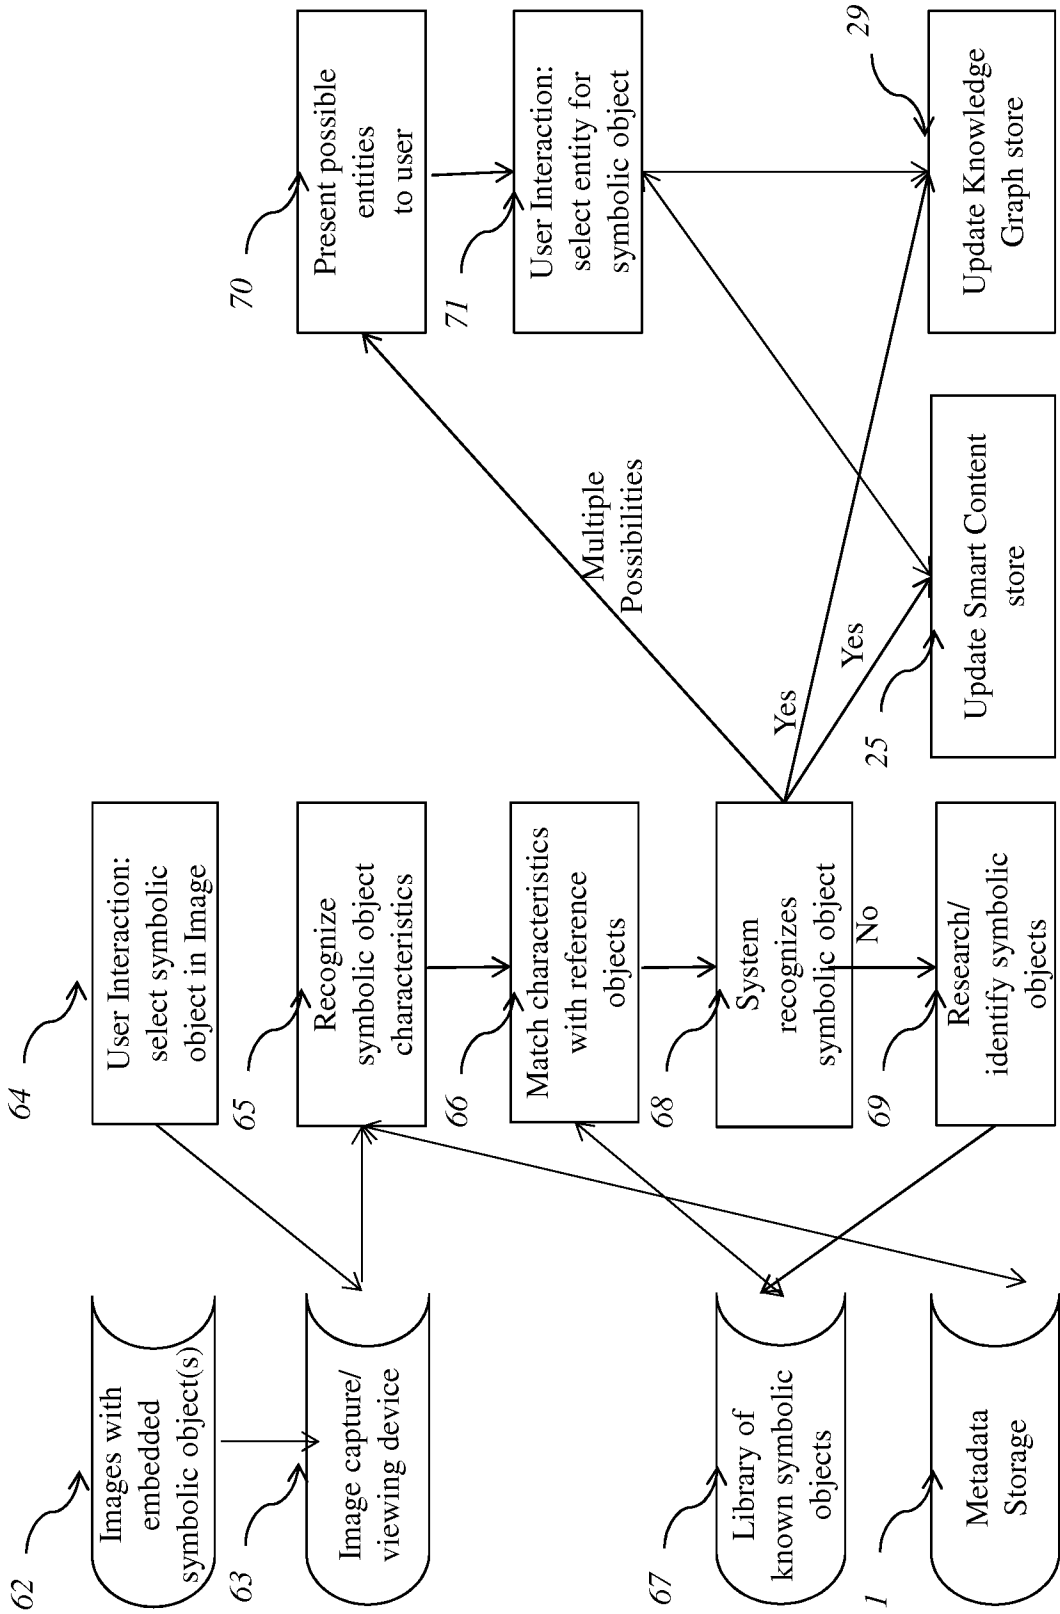 62
Images with
embedded
symbolic object(s)
63
Image capture/
viewing device
67
Library of
known symbolic
objects
1
Metadata
Storage
64
User Interaction:
select symbolic
object in Image
65
Recognize
symbolic object
characteristics
66
Match characteristics
with reference
objects
68
System
recognizes
symbolic object
No
69
Research/
identify symbolic
objects
Multiple
Possibilities
Yes
Yes
25
Update Smart Content
store
70
Present possible
entities
to user
71
User Interaction:
select entity for
symbolic object
29
Update Knowledge
Graph store